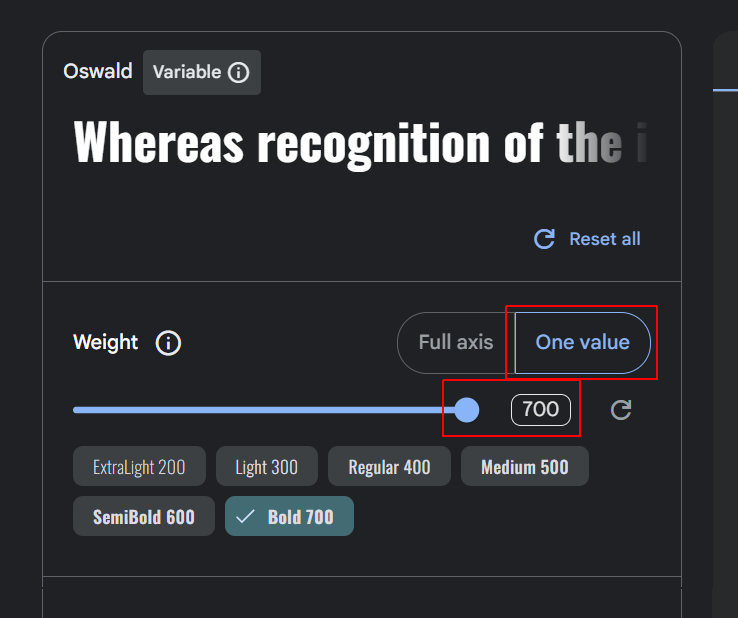 Oswald Variable
Whereas recognition of the i
Reset all
Weight Full axis One value
700
ExtraLight 200 Light 300 Regular 400 Medium 500
SemiBold 600 Bold 700